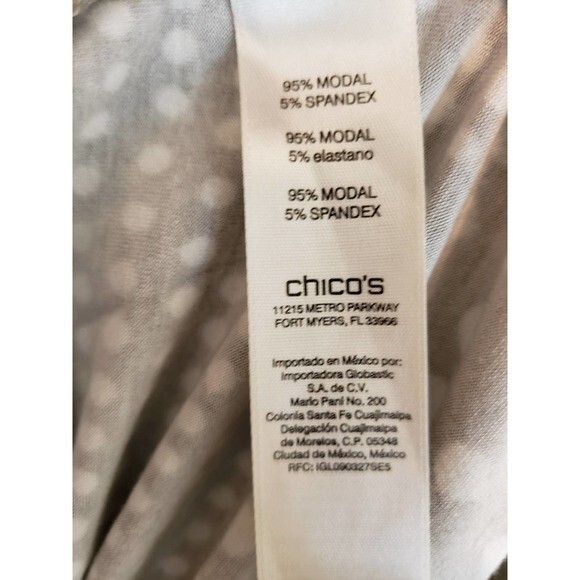 95% MODAL
5% SPANDEX
95% MODAL
5% elastano
95% MODAL
5% SPANDEX
chico's
11215 METRO PARKWAY
FORT MYERS, FL 33966
Importado en México por:
Importadora Globastic
S.A. de C.V.
Mario Pani No. 200
Colonia Santa Fe Cuajimalpa
Delegación Cuajimalpa
de Morelos, C.P. 05348
Ciudad de México, México
RFC: IGL090327SE5